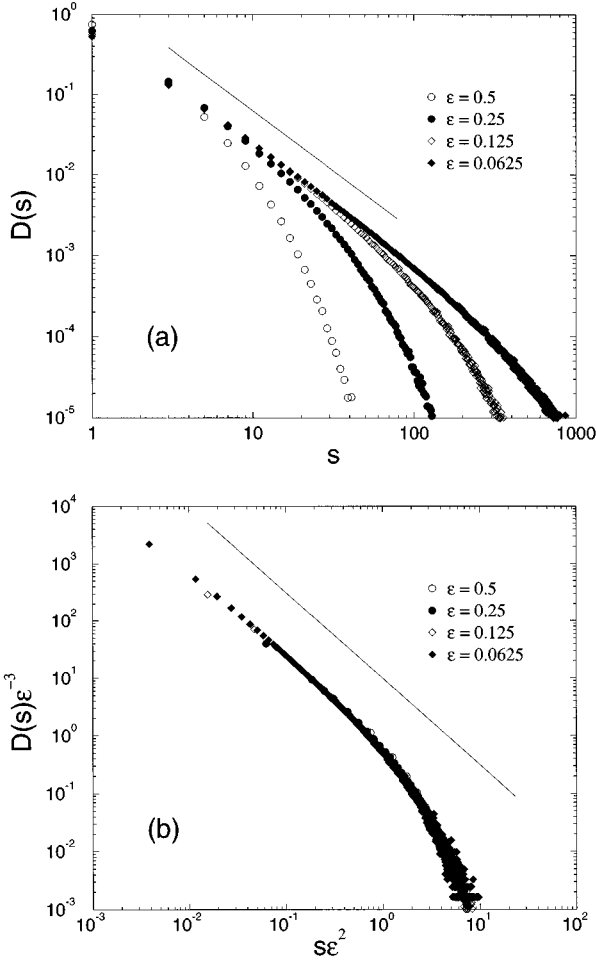 10⁰
10⁻¹
10⁻²
10⁻³
10⁻⁴
10⁻⁵
D(s)
ε = 0.5
ε = 0.25
ε = 0.125
ε = 0.0625
(a)
1 10 100 1000
s
10⁴
10³
10²
10¹
10⁰
10⁻¹
10⁻²
10⁻³
D(s)ε⁻³
ε = 0.5
ε = 0.25
ε = 0.125
ε = 0.0625
(b)
10⁻³ 10⁻² 10⁻¹ 10⁰ 10¹ 10²
sε²